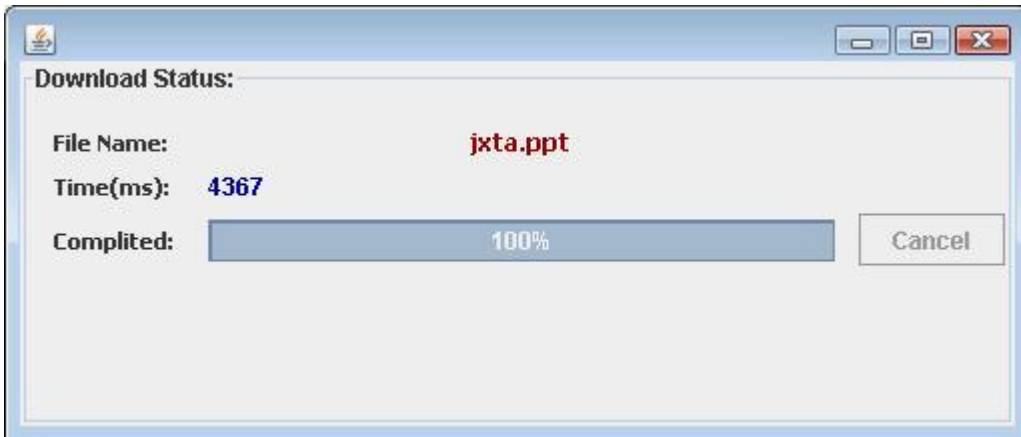 Download Status:
File Name: jxta.ppt
Time(ms): 4367
Complited: 100% Cancel